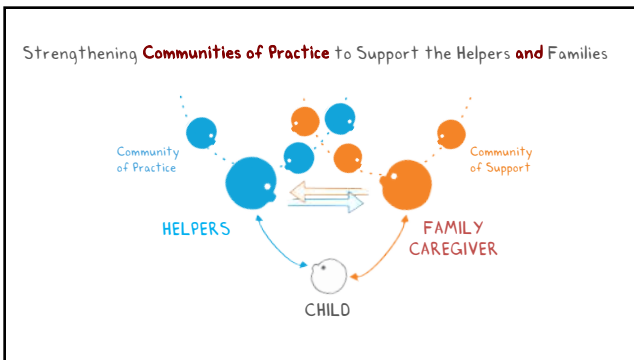 Strengthening Communities of Practice to Support the Helpers and Families
Community
of Practice
Community
of Support
HELPERS
FAMILY
CAREGIVER
CHILD